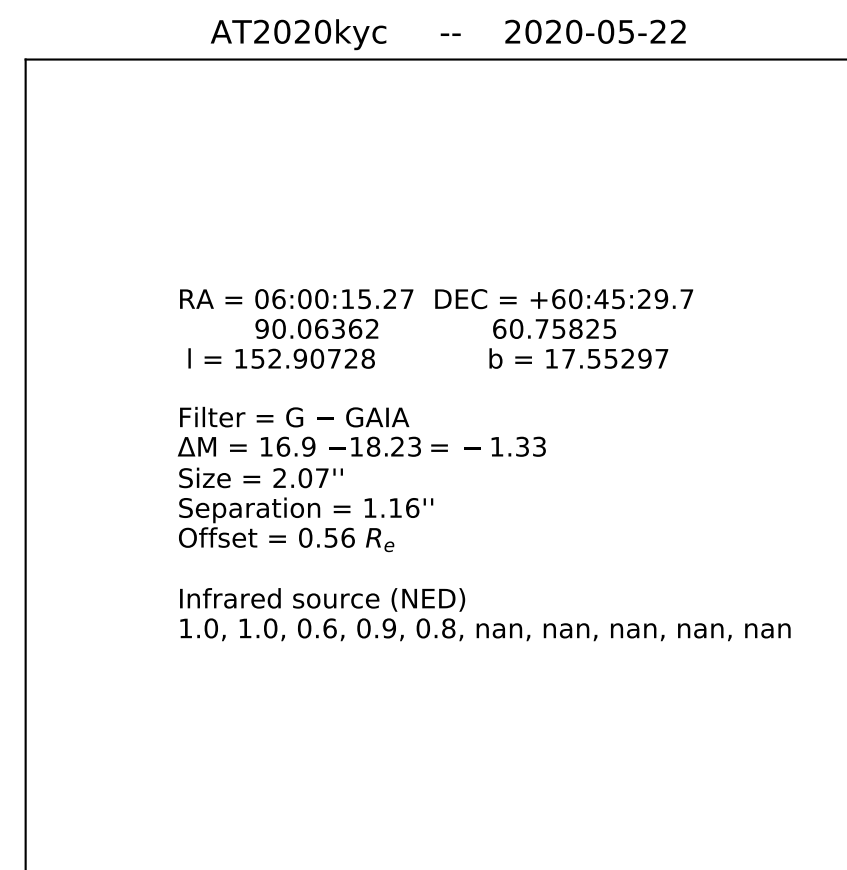 AT2020kyc -- 2020-05-22
RA = 06:00:15.27 DEC = +60:45:29.7
90.06362 60.75825
l = 152.90728 b = 17.55297
Filter = G − GAIA
ΔM = 16.9 −18.23 = − 1.33
Size = 2.07''
Separation = 1.16''
Offset = 0.56 Rₑ
Infrared source (NED)
1.0, 1.0, 0.6, 0.9, 0.8, nan, nan, nan, nan, nan